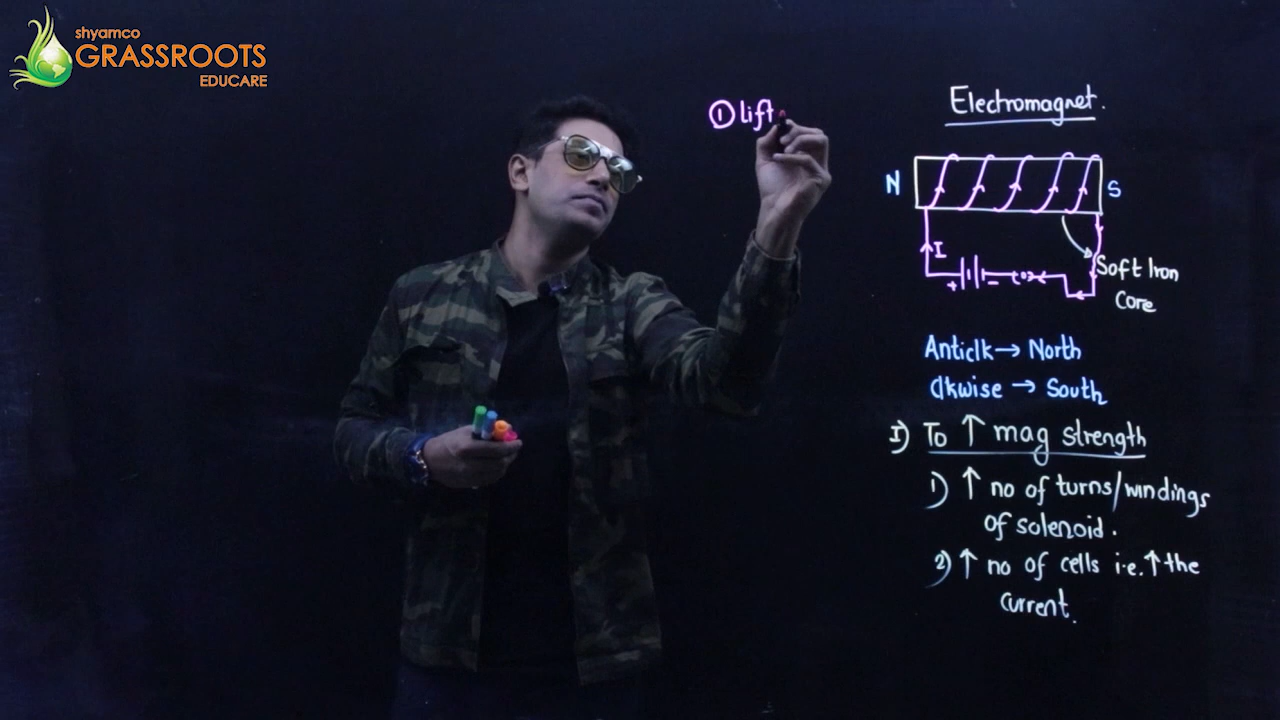 shyamco
GRASSROOTS
EDUCARE
① lift
Electromagnet.
N
S
I
+
−
Soft Iron
Core
Anticlk → North
Clkwise → South
I) To ↑ mag strength
1) ↑ no of turns/windings
of solenoid.
2) ↑ no of cells i.e. ↑ the
current.